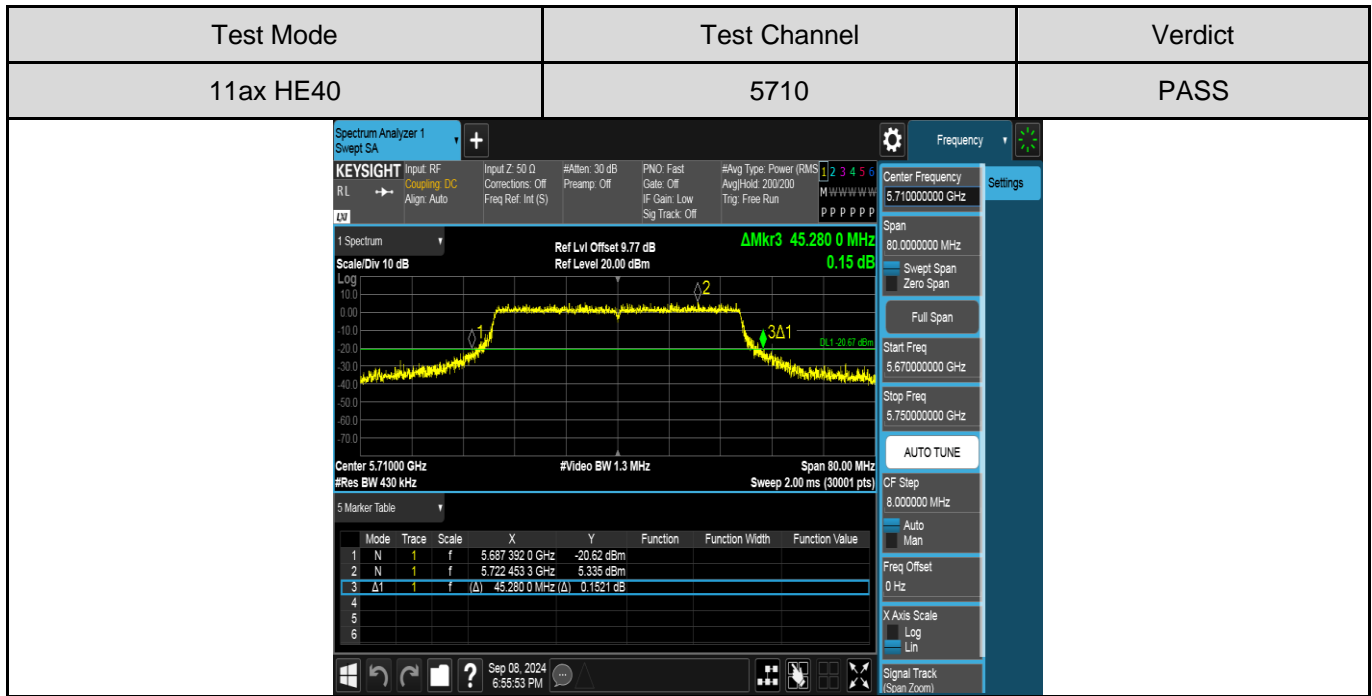 Test Mode Test Channel Verdict
11ax HE40 5710 PASS
Spectrum Analyzer 1
Swept SA
+
Frequency
KEYSIGHT
RL
LXI
Input: RF
Coupling: DC
Align: Auto
Input Z: 50 Ω
Corrections: Off
Freq Ref: Int (S)
#Atten: 30 dB
Preamp: Off
PNO: Fast
Gate: Off
IF Gain: Low
Sig Track: Off
#Avg Type: Power (RMS
Avg|Hold: 200/200
Trig: Free Run
1 2 3 4 5 6
M W W W W W
P P P P P P
1 Spectrum
Scale/Div 10 dB
Ref Lvl Offset 9.77 dB
Ref Level 20.00 dBm
ΔMkr3 45.280 0 MHz
0.15 dB
Log
10.0
0.00
-10.0
-20.0
-30.0
-40.0
-50.0
-60.0
-70.0
1
2
3Δ1
DL1 -20.67 dBm
Center 5.71000 GHz #Video BW 1.3 MHz Span 80.00 MHz
#Res BW 430 kHz Sweep 2.00 ms (30001 pts)
5 Marker Table
Mode Trace Scale X Y Function Function Width Function Value
1 N 1 f 5.687 392 0 GHz -20.62 dBm
2 N 1 f 5.722 453 3 GHz 5.335 dBm
3 Δ1 1 f (Δ) 45.280 0 MHz (Δ) 0.1521 dB
4
5
6
?
Sep 08, 2024
6:55:53 PM
Center Frequency
5.710000000 GHz
Settings
Span
80.0000000 MHz
Swept Span
Zero Span
Full Span
Start Freq
5.670000000 GHz
Stop Freq
5.750000000 GHz
AUTO TUNE
CF Step
8.000000 MHz
Auto
Man
Freq Offset
0 Hz
X Axis Scale
Log
Lin
Signal Track
(Span Zoom)